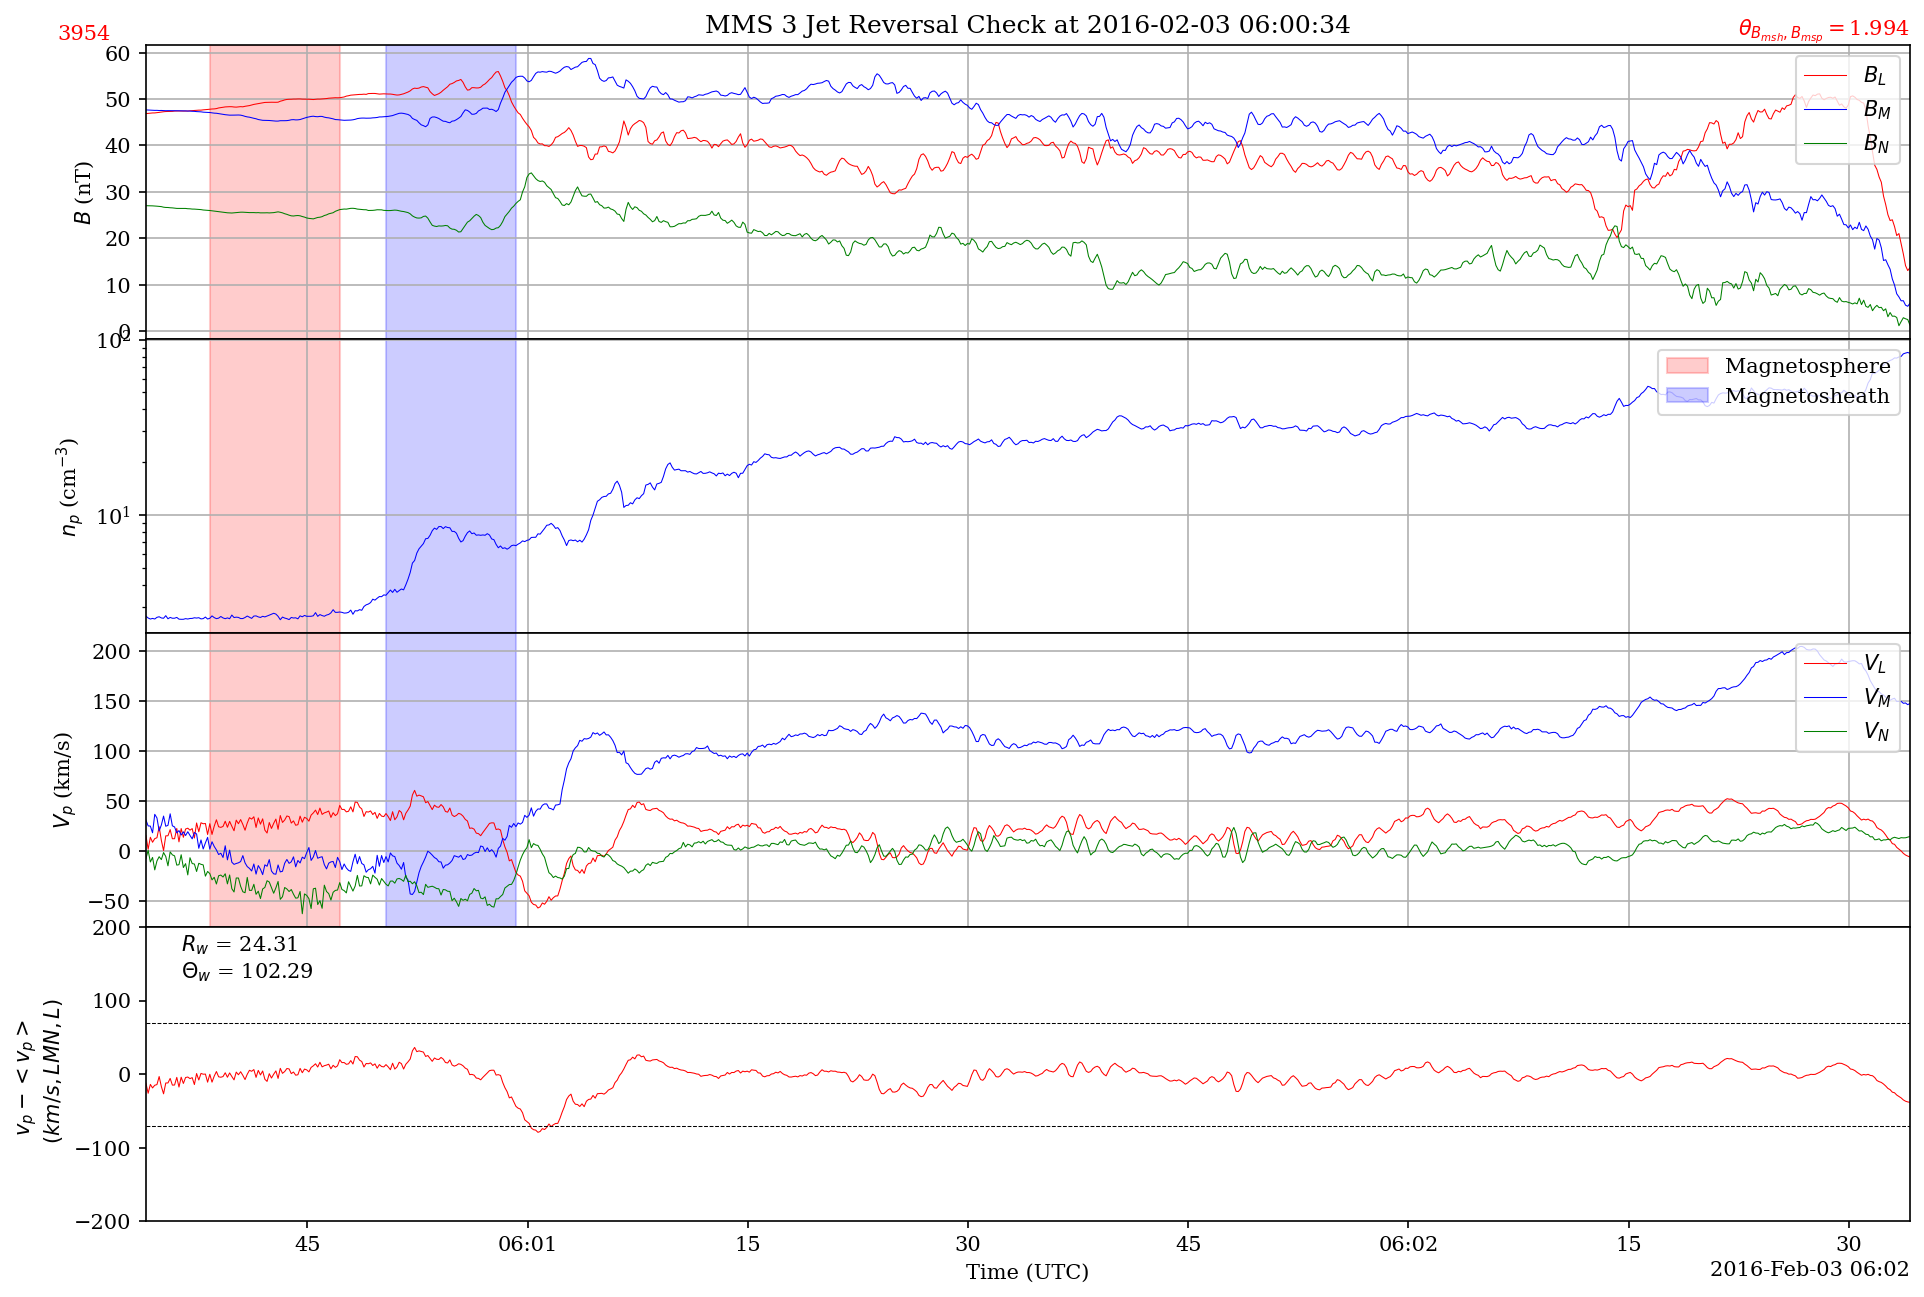 MMS 3 Jet Reversal Check at 2016-02-03 06:00:34
3954
θ_{B_{msh}, B_{msp}} = 1.994
60
50
40
30
20
10
0
B (nT)
B_L
B_M
B_N
10^2
10^1
n_p (cm^{-3})
Magnetosphere
Magnetosheath
200
150
100
50
0
−50
V_p (km/s)
V_L
V_M
V_N
200
100
0
−100
−200
v_p − < v_p >
(km/s, LMN, L)
R_w = 24.31
Θ_w = 102.29
45
06:01
15
30
45
06:02
15
30
Time (UTC)
2016-Feb-03 06:02